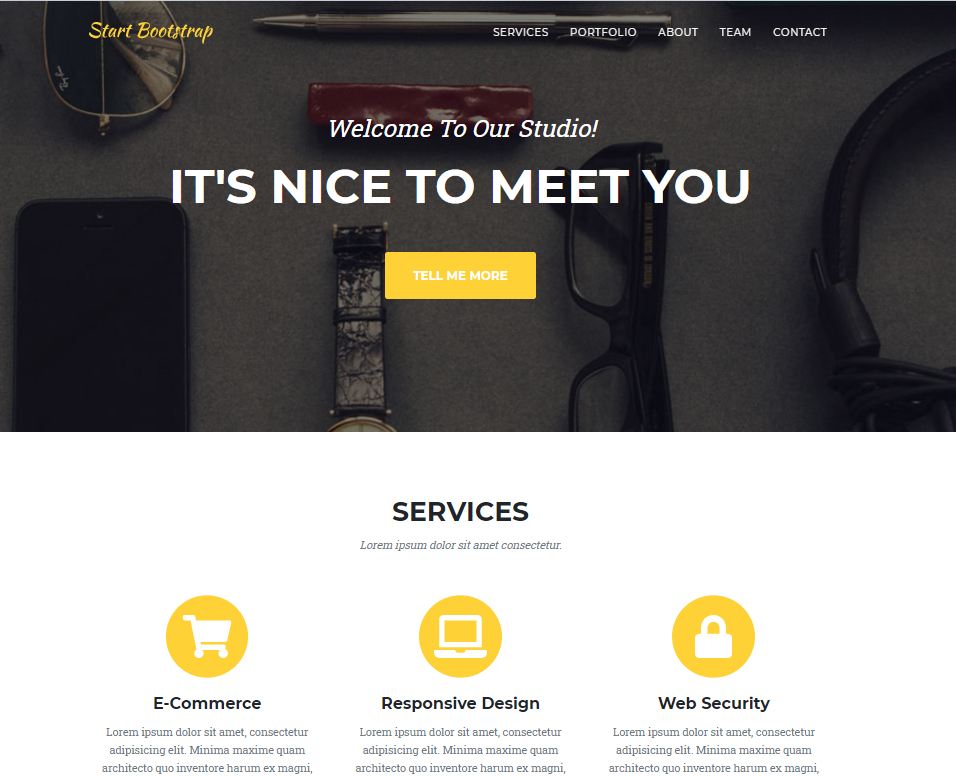 Start Bootstrap
SERVICES PORTFOLIO ABOUT TEAM CONTACT
Ray-Ban
Welcome To Our Studio!
IT'S NICE TO MEET YOU
TELL ME MORE
SERVICES
Lorem ipsum dolor sit amet consectetur.
E-Commerce
Lorem ipsum dolor sit amet, consectetur
adipisicing elit. Minima maxime quam
architecto quo inventore harum ex magni,
Responsive Design
Lorem ipsum dolor sit amet, consectetur
adipisicing elit. Minima maxime quam
architecto quo inventore harum ex magni,
Web Security
Lorem ipsum dolor sit amet, consectetur
adipisicing elit. Minima maxime quam
architecto quo inventore harum ex magni,